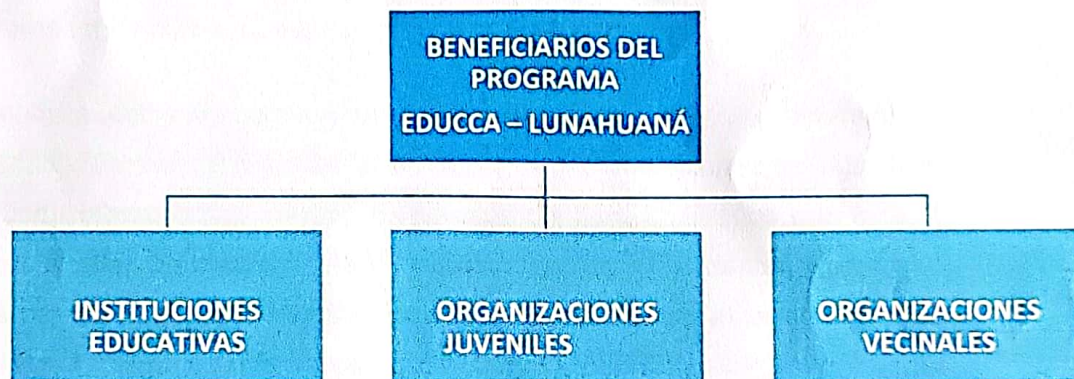 BENEFICIARIOS DEL
PROGRAMA
EDUCCA – LUNAHUANÁ
INSTITUCIONES
EDUCATIVAS
ORGANIZACIONES
JUVENILES
ORGANIZACIONES
VECINALES